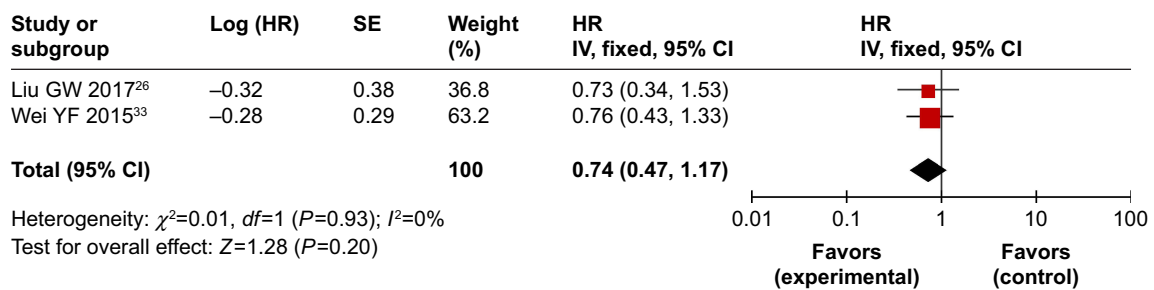 Study or subgroup Log (HR) SE Weight (%) HR IV, fixed, 95% CI HR IV, fixed, 95% CI
Liu GW 2017²⁶ –0.32 0.38 36.8 0.73 (0.34, 1.53)
Wei YF 2015³³ –0.28 0.29 63.2 0.76 (0.43, 1.33)
Total (95% CI) 100 0.74 (0.47, 1.17)
Heterogeneity: χ²=0.01, df=1 (P=0.93); I²=0%
Test for overall effect: Z=1.28 (P=0.20)
0.01 0.1 1 10 100
Favors (experimental) Favors (control)